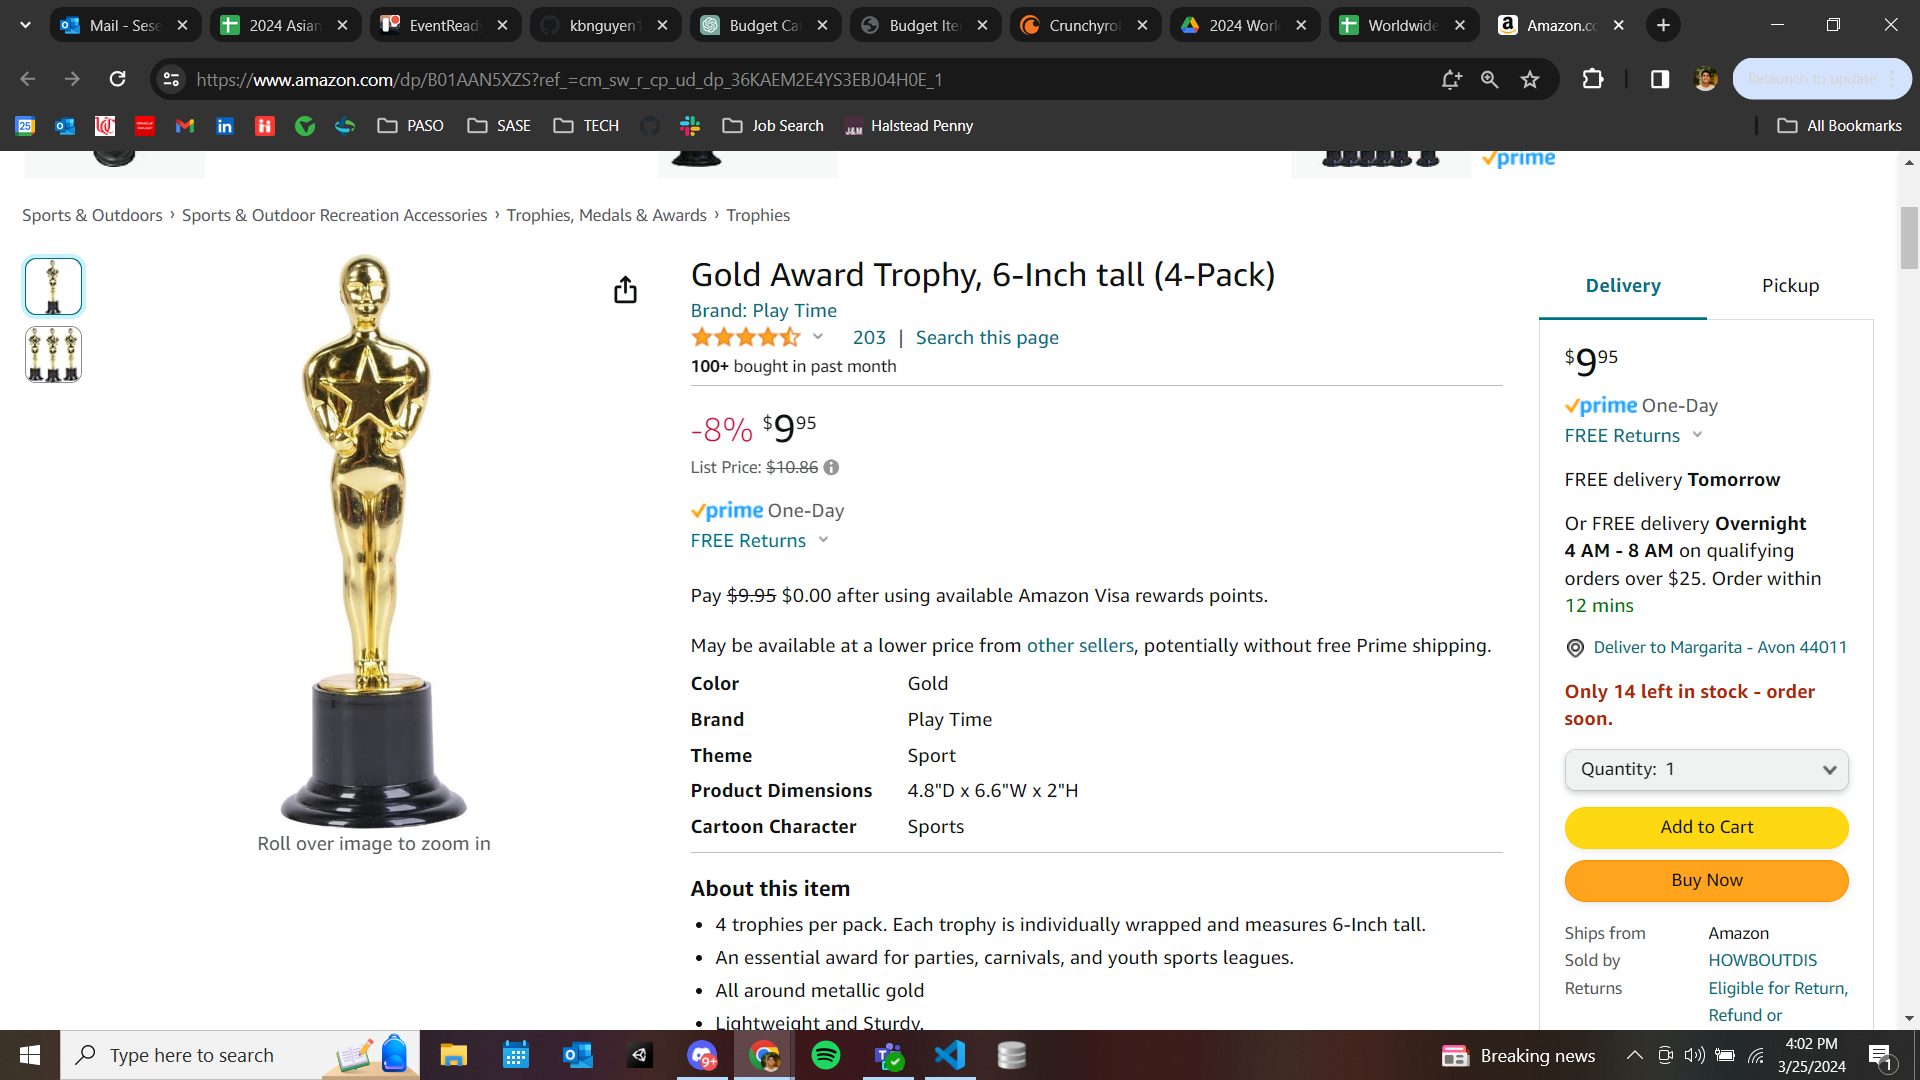 Mail - Sese
2024 Asian
EventRead
kbnguyen1
Budget Ca
Budget Ite
Crunchyrol
2024 Worl
Worldwide
Amazon.co
https://www.amazon.com/dp/B01AAN5XZS?ref_=cm_sw_r_cp_ud_dp_36KAEM2E4YS3EBJ04H0E_1
Relaunch to update
PASO
SASE
TECH
Job Search
Halstead Penny
All Bookmarks
prime
Sports & Outdoors › Sports & Outdoor Recreation Accessories › Trophies, Medals & Awards › Trophies
Roll over image to zoom in
Gold Award Trophy, 6-Inch tall (4-Pack)
Brand: Play Time
203 | Search this page
100+ bought in past month
-8% $9.95
List Price: $10.86
prime One-Day
FREE Returns
Pay $9.95 $0.00 after using available Amazon Visa rewards points.
May be available at a lower price from other sellers, potentially without free Prime shipping.
Color Gold
Brand Play Time
Theme Sport
Product Dimensions 4.8"D x 6.6"W x 2"H
Cartoon Character Sports
About this item
• 4 trophies per pack. Each trophy is individually wrapped and measures 6-Inch tall.
• An essential award for parties, carnivals, and youth sports leagues.
• All around metallic gold
• Lightweight and Sturdy.
Delivery
Pickup
$9.95
prime One-Day
FREE Returns
FREE delivery Tomorrow
Or FREE delivery Overnight
4 AM - 8 AM on qualifying
orders over $25. Order within
12 mins
Deliver to Margarita - Avon 44011
Only 14 left in stock - order
soon.
Quantity: 1
Add to Cart
Buy Now
Ships from Amazon
Sold by HOWBOUTDIS
Returns Eligible for Return,
Refund or
Type here to search
9+
Breaking news
4:02 PM
3/25/2024
1